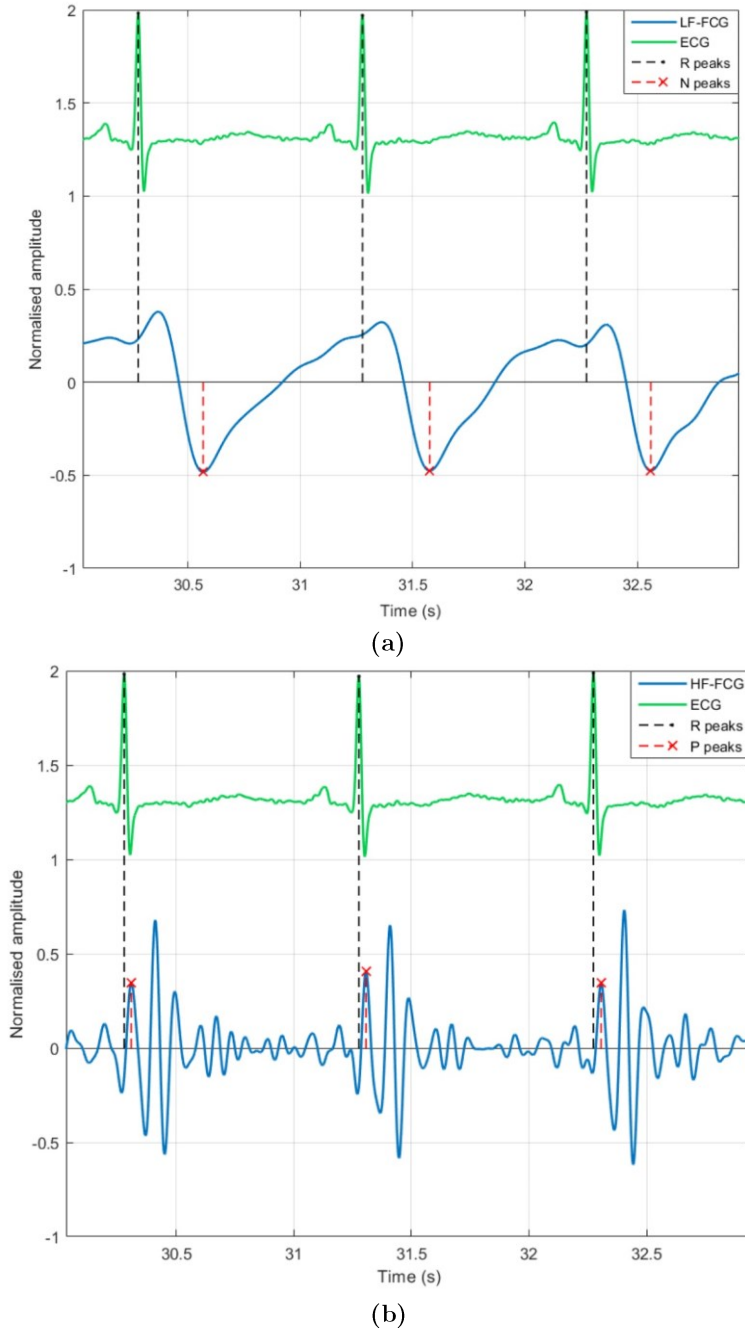 2
LF-FCG
ECG
R peaks
N peaks
1.5
1
0.5
0
-0.5
-1
Normalised amplitude
30.5 31 31.5 32 32.5
Time (s)
(a)
2
HF-FCG
ECG
R peaks
P peaks
1.5
1
0.5
0
-0.5
-1
Normalised amplitude
30.5 31 31.5 32 32.5
Time (s)
(b)